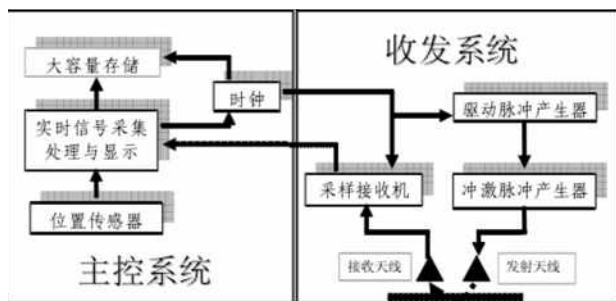 大容量存储
时钟
实时信号采集
处理与显示
位置传感器
主控系统
收发系统
驱动脉冲产生器
采样接收机
冲激脉冲产生器
接收天线
发射天线